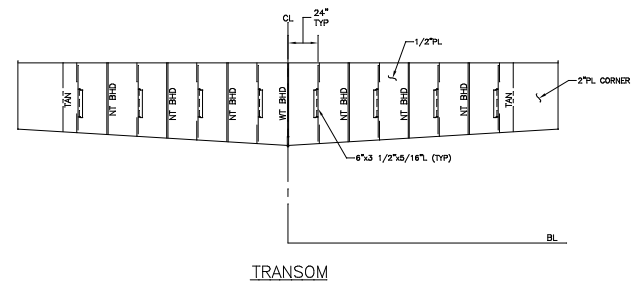 CL
24"
TYP
1/2"PL
2"PL CORNER
TAN
NT BHD
NT BHD
NT BHD
WT BHD
NT BHD
NT BHD
NT BHD
TAN
6"x3 1/2"x5/16"L (TYP)
BL
TRANSOM